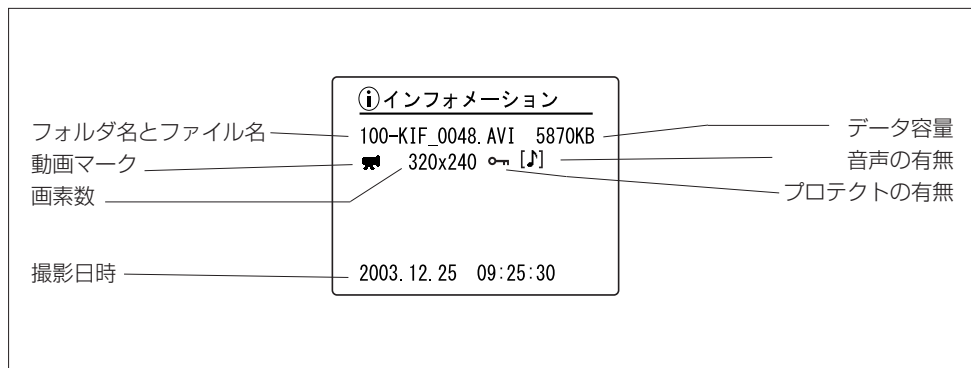 インフォメーション
フォルダ名とファイル名
100-KIF_0048.AVI 5870KB
データ容量
動画マーク
320x240
音声の有無
画素数
プロテクトの有無
撮影日時
2003.12.25 09:25:30